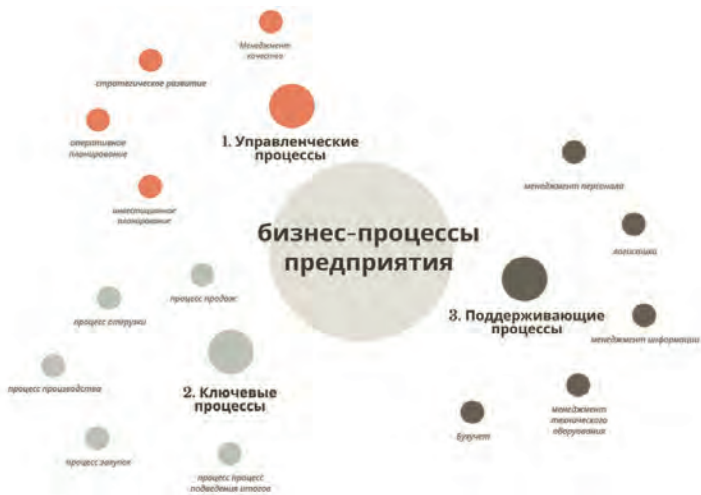 Менеджмент
качества
стратегическое развитие
оперативное
планирование
1. Управленческие
процессы
инвестиционное
планирование
бизнес-процессы
предприятия
менеджмент персонала
логистика
3. Поддерживающие
процессы
менеджмент информации
менеджмент
технического
оборудования
бухучет
процесс продаж
процесс отгрузки
процесс производства
2. Ключевые
процессы
процесс закупок
процесс процесс
подведения итогов